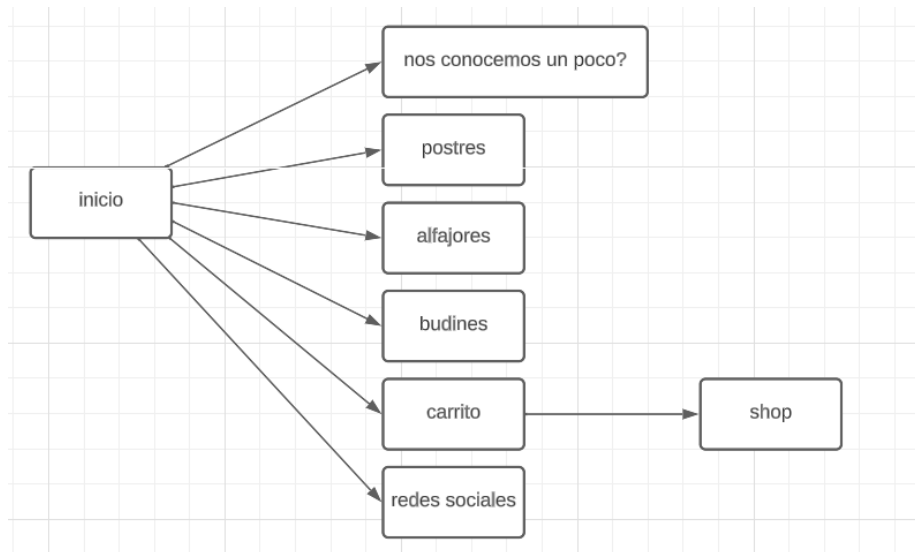 nos conocemos un poco?
postres
inicio
alfajores
budines
carrito
shop
redes sociales